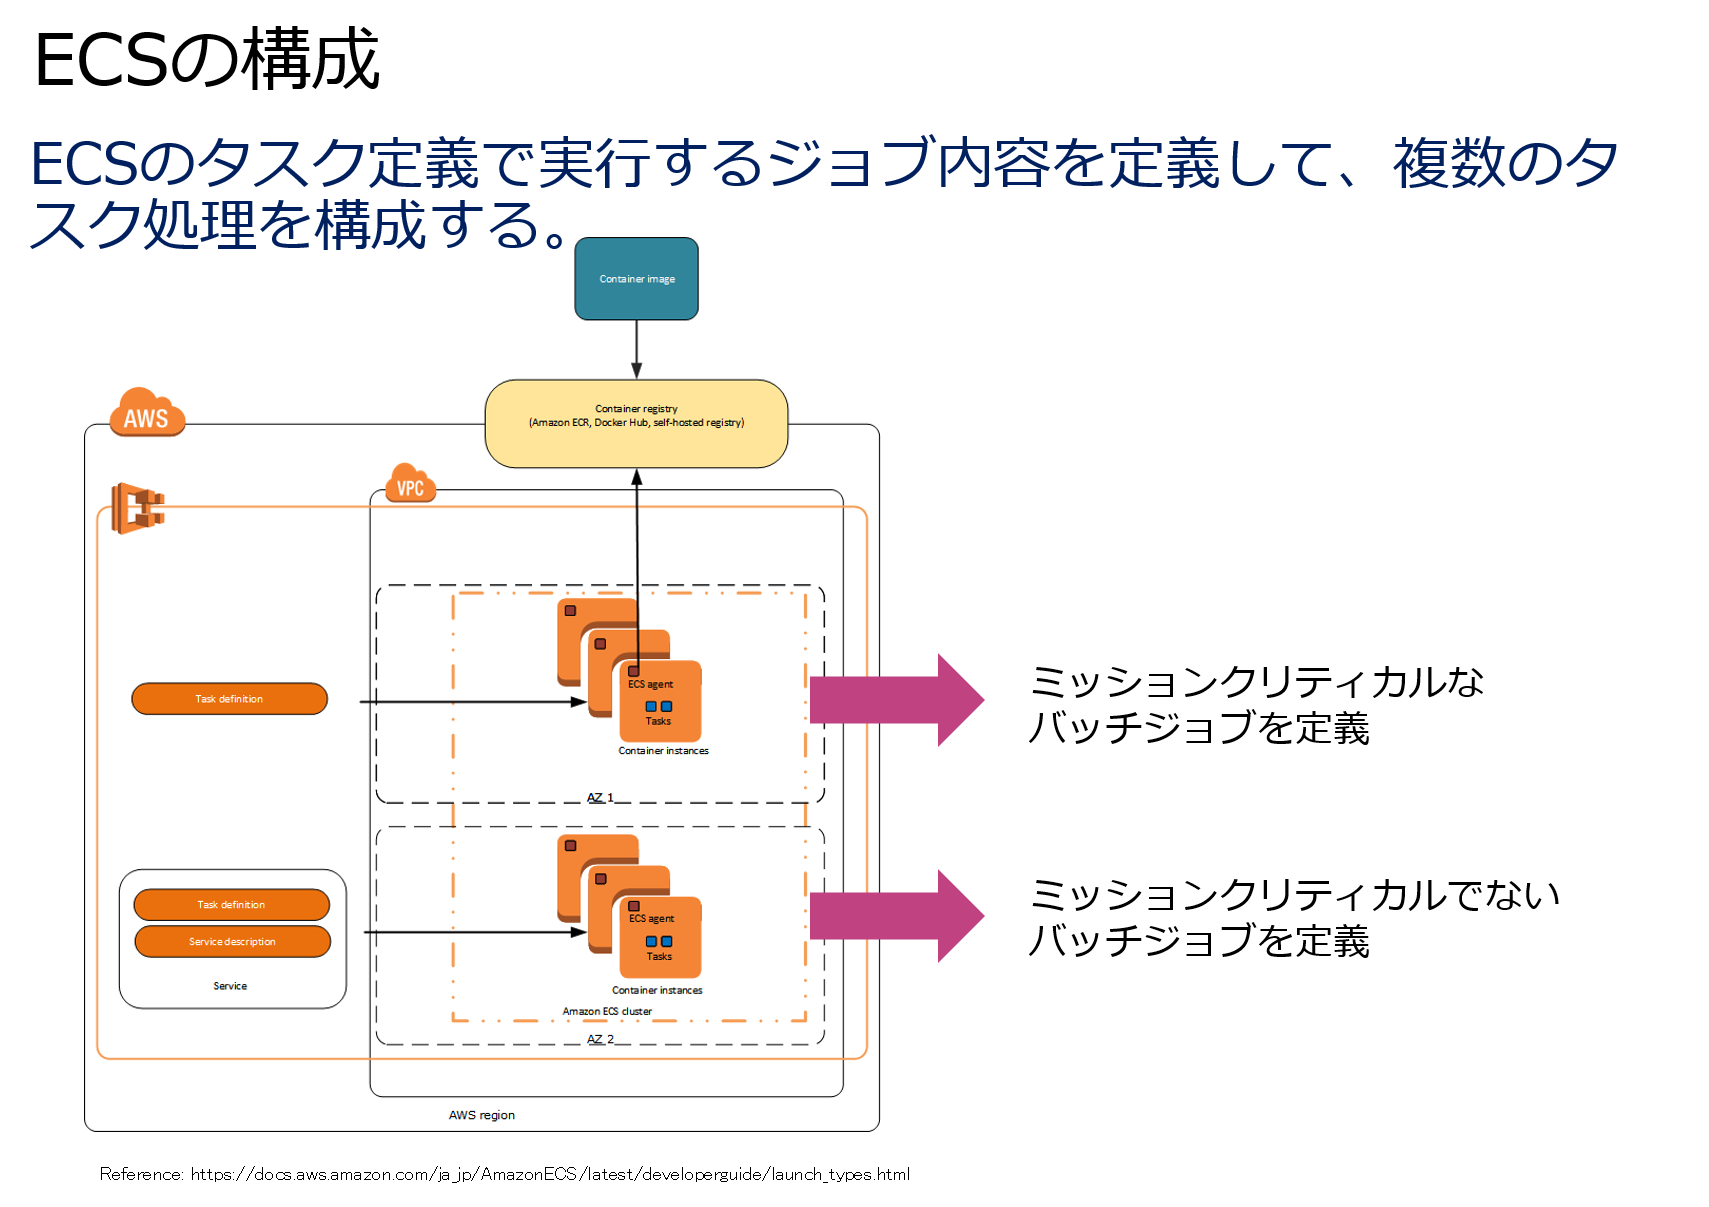 ECSの構成
ECSのタスク定義で実行するジョブ内容を定義して、複数のタ
スク処理を構成する。
Container image
Container registry
(Amazon ECR, Docker Hub, self-hosted registry)
AWS
VPC
Task definition
ECS agent
Tasks
Container instances
AZ 1
ミッションクリティカルな
バッチジョブを定義
Task definition
Service description
Service
ECS agent
Tasks
Container instances
Amazon ECS cluster
AZ 2
ミッションクリティカルでない
バッチジョブを定義
AWS region
Reference: https://docs.aws.amazon.com/ja_jp/AmazonECS/latest/developerguide/launch_types.html